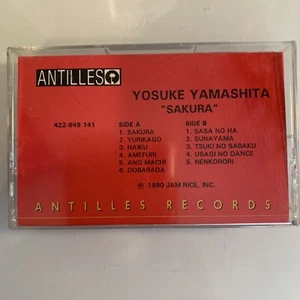 ANTILLES
YOSUKE YAMASHITA
"SAKURA"
422-849 141
SIDE A
1. SAKURA
2. YURIKAGO
3. HAIKU
4. AMEFURI
5. ANO MACHI
6. DOBARADA
SIDE B
1. SASA NO HA
2. SUNAYAMA
3. TSUKI NO SABAKU
4. USAGI NO DANCE
5. NENKORORI
℗ 1990 JAM RICE, INC.
ANTILLES RECORDS